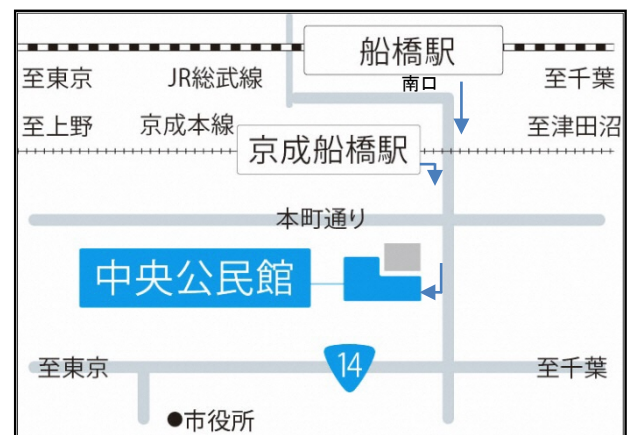 船橋駅
至東京
JR総武線
南口
至千葉
至上野
京成本線
至津田沼
京成船橋駅
本町通り
中央公民館
至東京
14
至千葉
●市役所